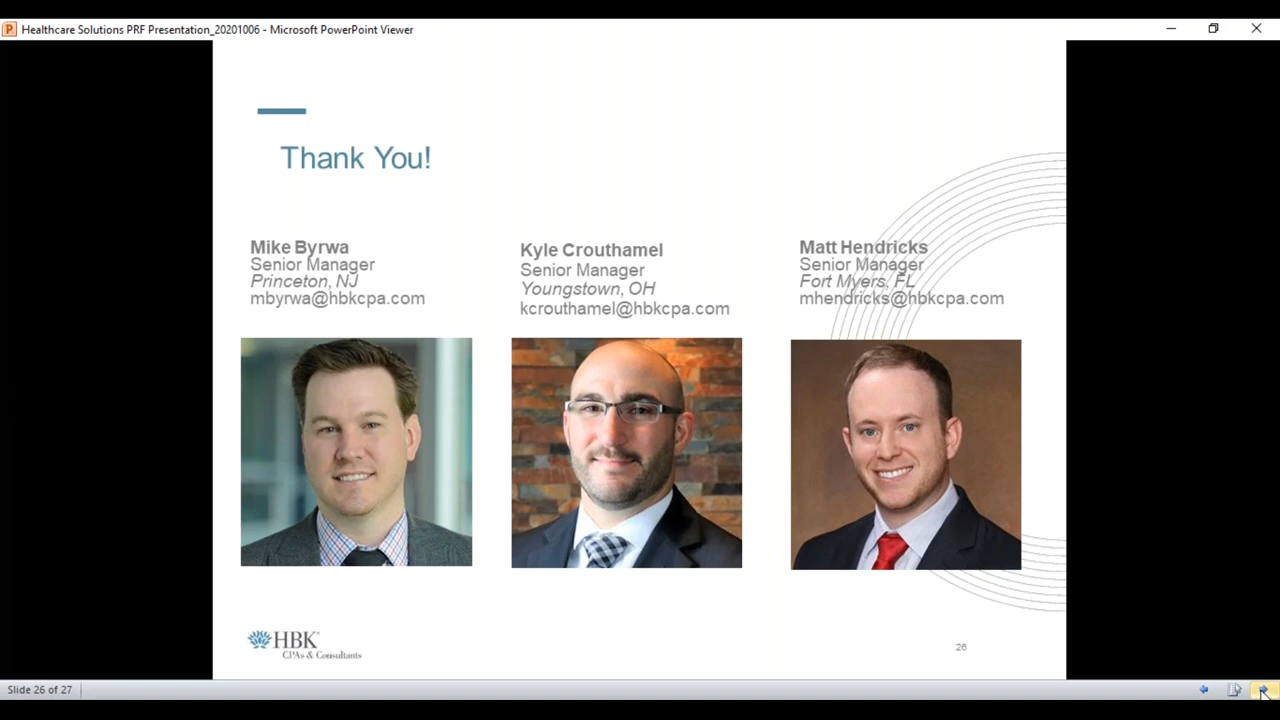 Healthcare Solutions PRF Presentation_20201006 - Microsoft PowerPoint Viewer
Thank You!
Mike Byrwa
Senior Manager
Princeton, NJ
mbyrwa@hbkcpa.com
Kyle Crouthamel
Senior Manager
Youngstown, OH
kcrouthamel@hbkcpa.com
Matt Hendricks
Senior Manager
Fort Myers, FL
mhendricks@hbkcpa.com
HBK
CPAs & Consultants
26
Slide 26 of 27